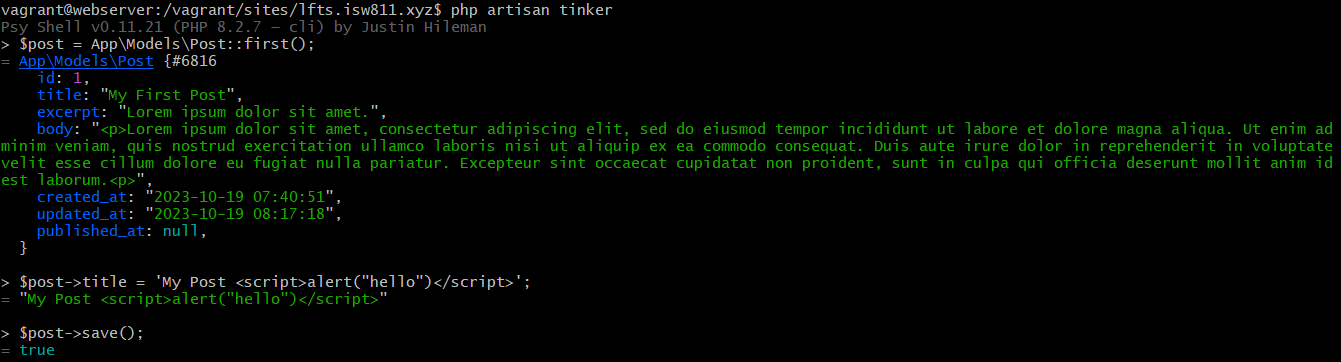 vagrant@webserver:/vagrant/sites/lfts.isw811.xyz$ php artisan tinker
Psy Shell v0.11.21 (PHP 8.2.7 — cli) by Justin Hileman
> $post = App\Models\Post::first();
= App\Models\Post {#6816
    id: 1,
    title: "My First Post",
    excerpt: "Lorem ipsum dolor sit amet.",
    body: "<p>Lorem ipsum dolor sit amet, consectetur adipiscing elit, sed do eiusmod tempor incididunt ut labore et dolore magna aliqua. Ut enim ad
minim veniam, quis nostrud exercitation ullamco laboris nisi ut aliquip ex ea commodo consequat. Duis aute irure dolor in reprehenderit in voluptate
velit esse cillum dolore eu fugiat nulla pariatur. Excepteur sint occaecat cupidatat non proident, sunt in culpa qui officia deserunt mollit anim id
est laborum.<p>",
    created_at: "2023-10-19 07:40:51",
    updated_at: "2023-10-19 08:17:18",
    published_at: null,
  }
> $post->title = 'My Post <script>alert("hello")</script>';
= "My Post <script>alert("hello")</script>"
> $post->save();
= true